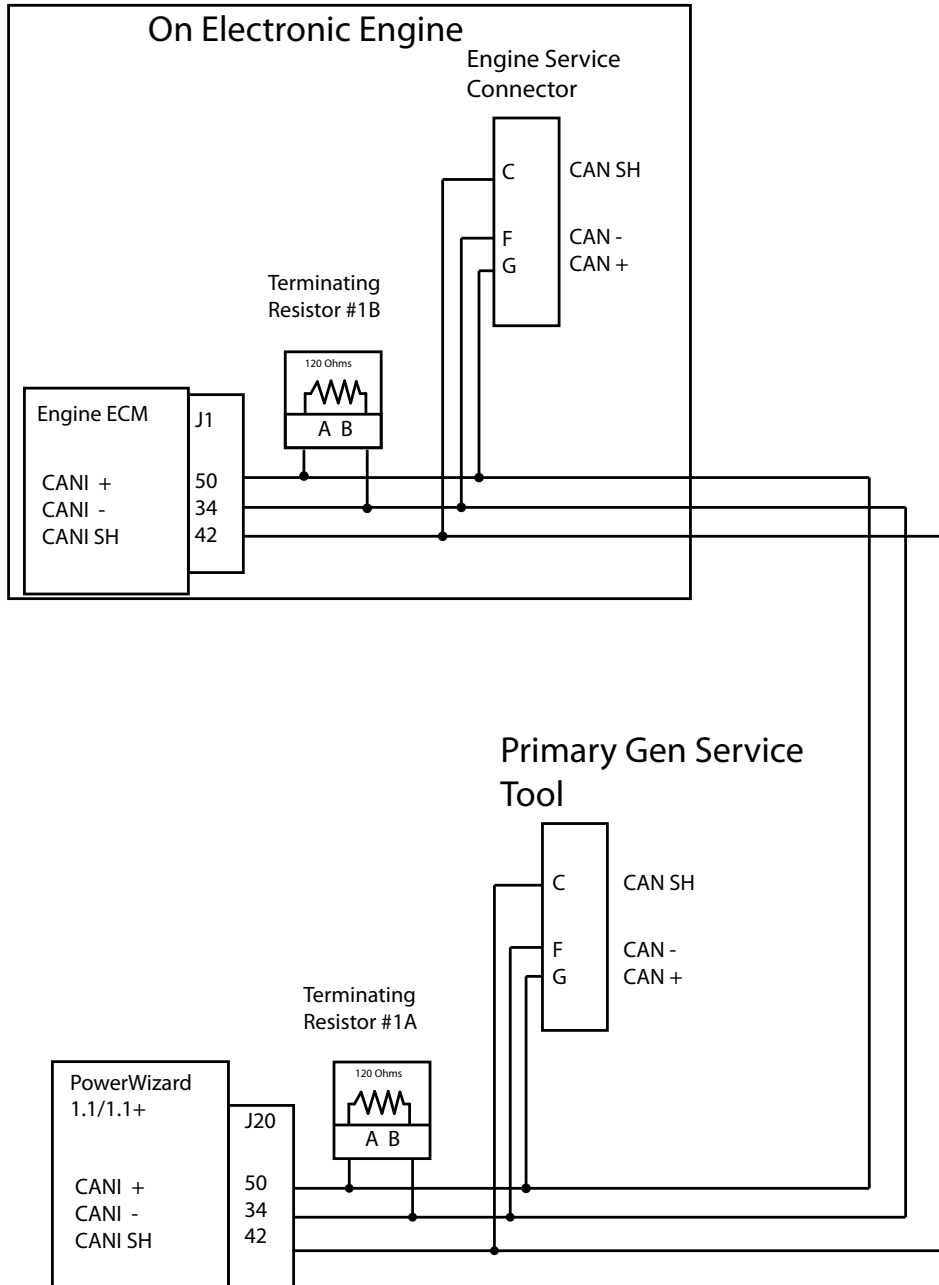 On Electronic Engine
Engine Service
Connector
C
CAN SH
F
CAN -
G
CAN +
Terminating
Resistor #1B
120 Ohms
A B
Engine ECM
J1
CANI +
50
CANI -
34
CANI SH
42
Primary Gen Service
Tool
C
CAN SH
F
CAN -
G
CAN +
Terminating
Resistor #1A
120 Ohms
A B
PowerWizard
1.1/1.1+
J20
CANI +
50
CANI -
34
CANI SH
42